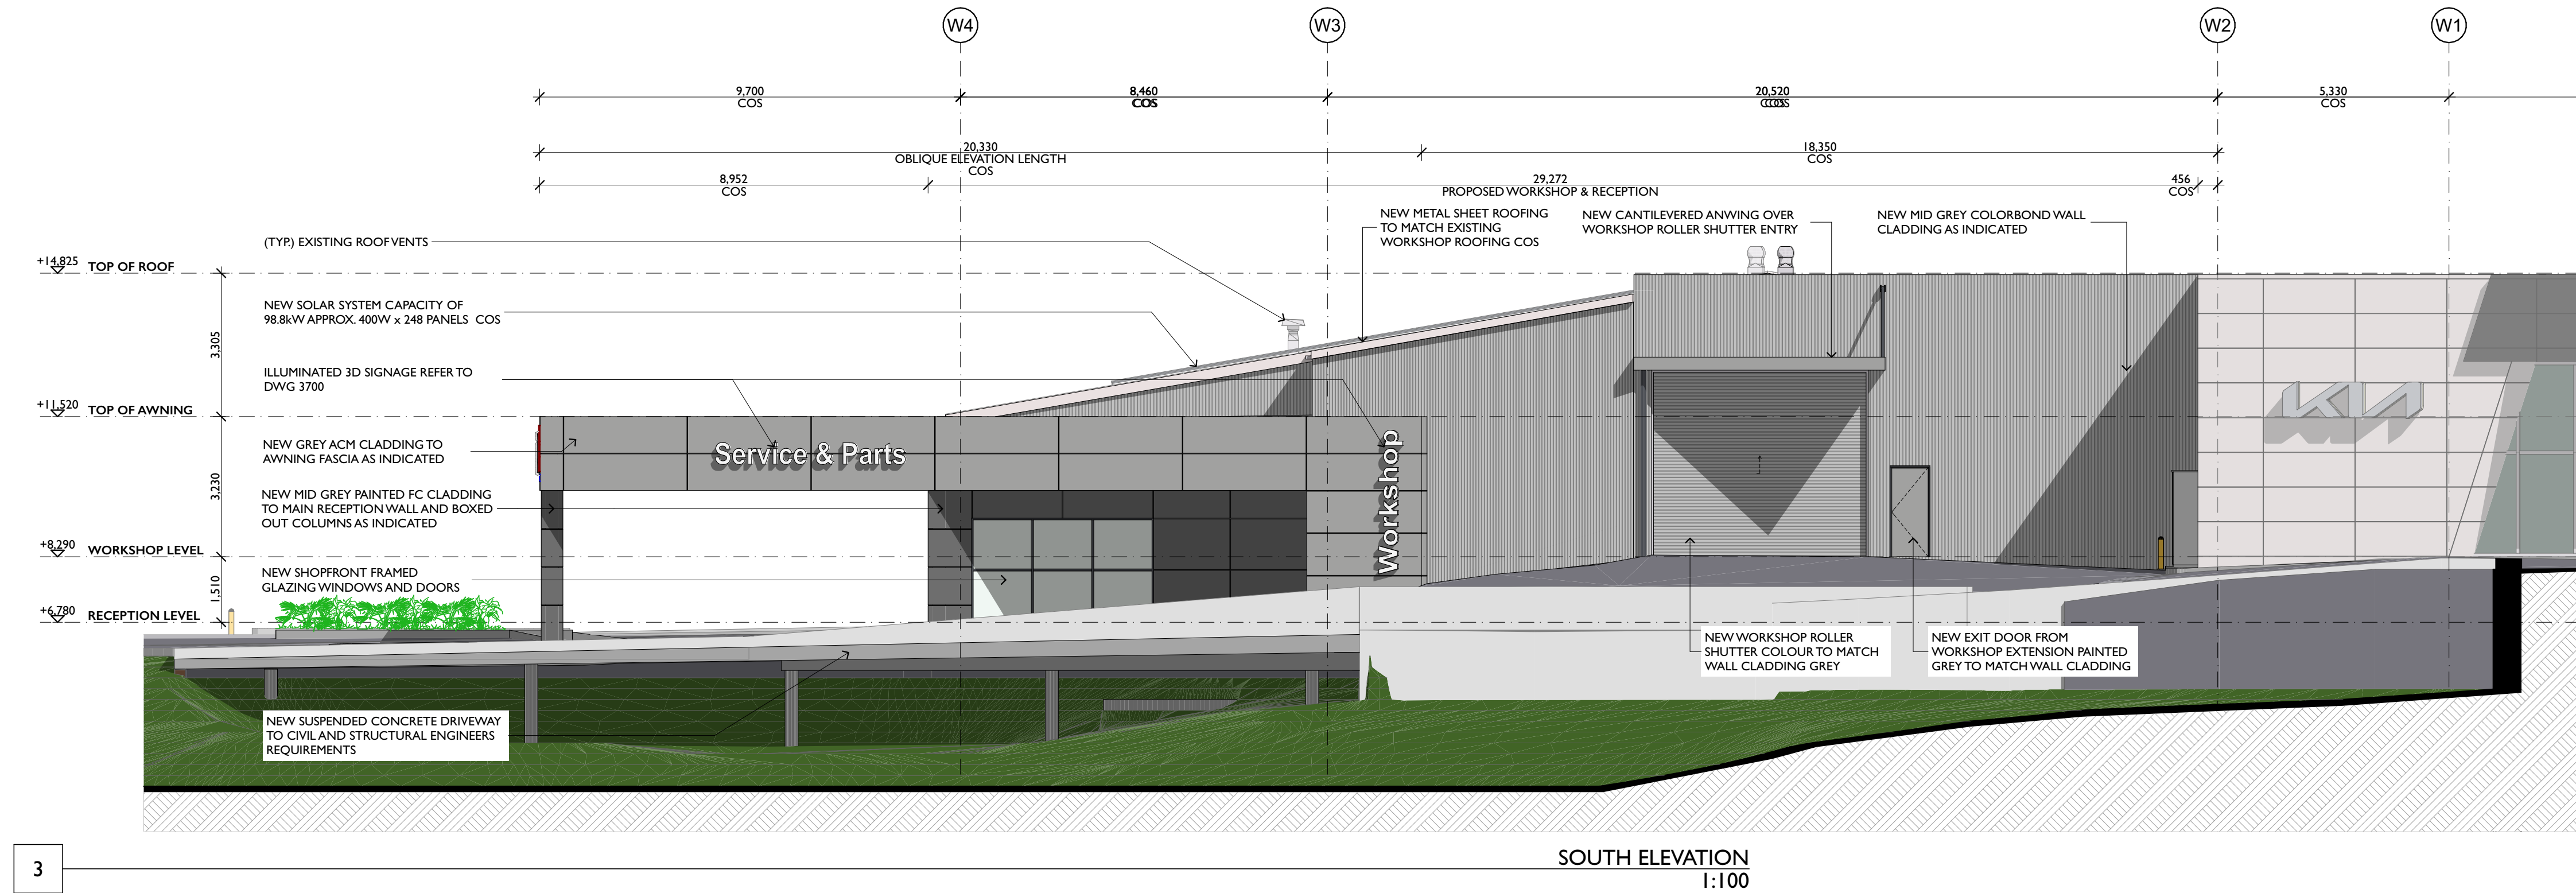 W4
W3
W2
W1
9,700
COS
8,460
COS
20,520
COS
5,330
COS
20,330
OBLIQUE ELEVATION LENGTH
COS
18,350
COS
8,952
COS
29,272
PROPOSED WORKSHOP & RECEPTION
456
COS
(TYP.) EXISTING ROOF VENTS
NEW METAL SHEET ROOFING
TO MATCH EXISTING
WORKSHOP ROOFING COS
NEW CANTILEVERED ANWING OVER
WORKSHOP ROLLER SHUTTER ENTRY
NEW MID GREY COLORBOND WALL
CLADDING AS INDICATED
+14,825
TOP OF ROOF
NEW SOLAR SYSTEM CAPACITY OF
98.8kW APPROX. 400W x 248 PANELS COS
3,305
ILLUMINATED 3D SIGNAGE REFER TO
DWG 3700
+11,520
TOP OF AWNING
NEW GREY ACM CLADDING TO
AWNING FASCIA AS INDICATED
Service & Parts
Workshop
KIA
3,230
NEW MID GREY PAINTED FC CLADDING
TO MAIN RECEPTION WALL AND BOXED
OUT COLUMNS AS INDICATED
+8,290
WORKSHOP LEVEL
NEW SHOPFRONT FRAMED
GLAZING WINDOWS AND DOORS
1,510
+6,780
RECEPTION LEVEL
NEW WORKSHOP ROLLER
SHUTTER COLOUR TO MATCH
WALL CLADDING GREY
NEW EXIT DOOR FROM
WORKSHOP EXTENSION PAINTED
GREY TO MATCH WALL CLADDING
NEW SUSPENDED CONCRETE DRIVEWAY
TO CIVIL AND STRUCTURAL ENGINEERS
REQUIREMENTS
3
SOUTH ELEVATION
1:100